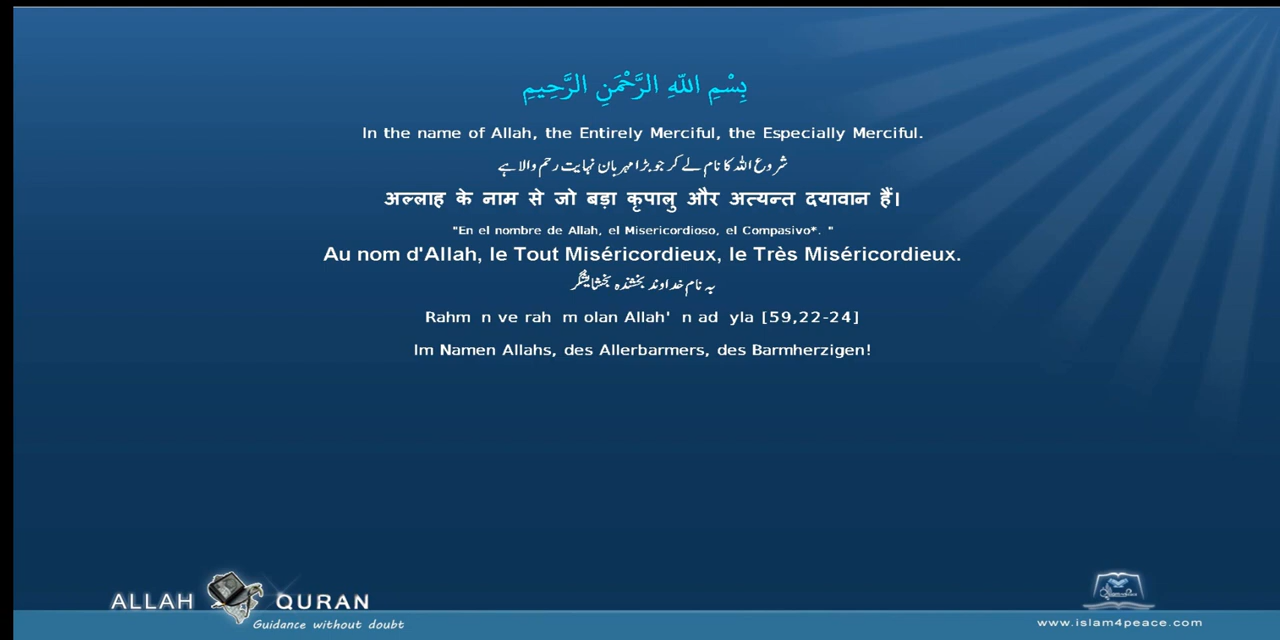 بِسْمِ اللَّهِ الرَّحْمَٰنِ الرَّحِيمِ
In the name of Allah, the Entirely Merciful, the Especially Merciful.
شروع الله کا نام لے کر جو بڑا مہربان نہایت رحم والا ہے
अल्लाह के नाम से जो बड़ा कृपालु और अत्यन्त दयावान हैं।
"En el nombre de Allah, el Misericordioso, el Compasivo*. "
Au nom d'Allah, le Tout Miséricordieux, le Très Miséricordieux.
به نام خداوند بخشنده بخشایشگر
Rahm n ve rah m olan Allah' n ad yla [59,22-24]
Im Namen Allahs, des Allerbarmers, des Barmherzigen!
ALLAH QURAN
Guidance without doubt
www.islam4peace.com